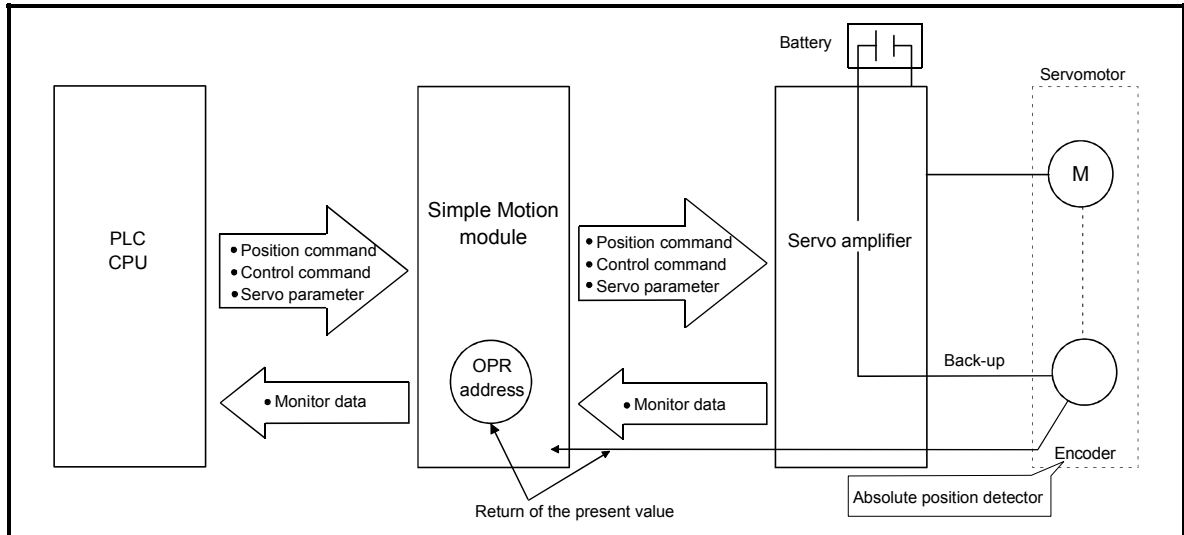 Battery
Servomotor
PLC
CPU
• Position command
• Control command
• Servo parameter
Simple Motion
module
• Position command
• Control command
• Servo parameter
Servo amplifier
M
• Monitor data
OPR
address
• Monitor data
Back-up
Encoder
Return of the present value
Absolute position detector